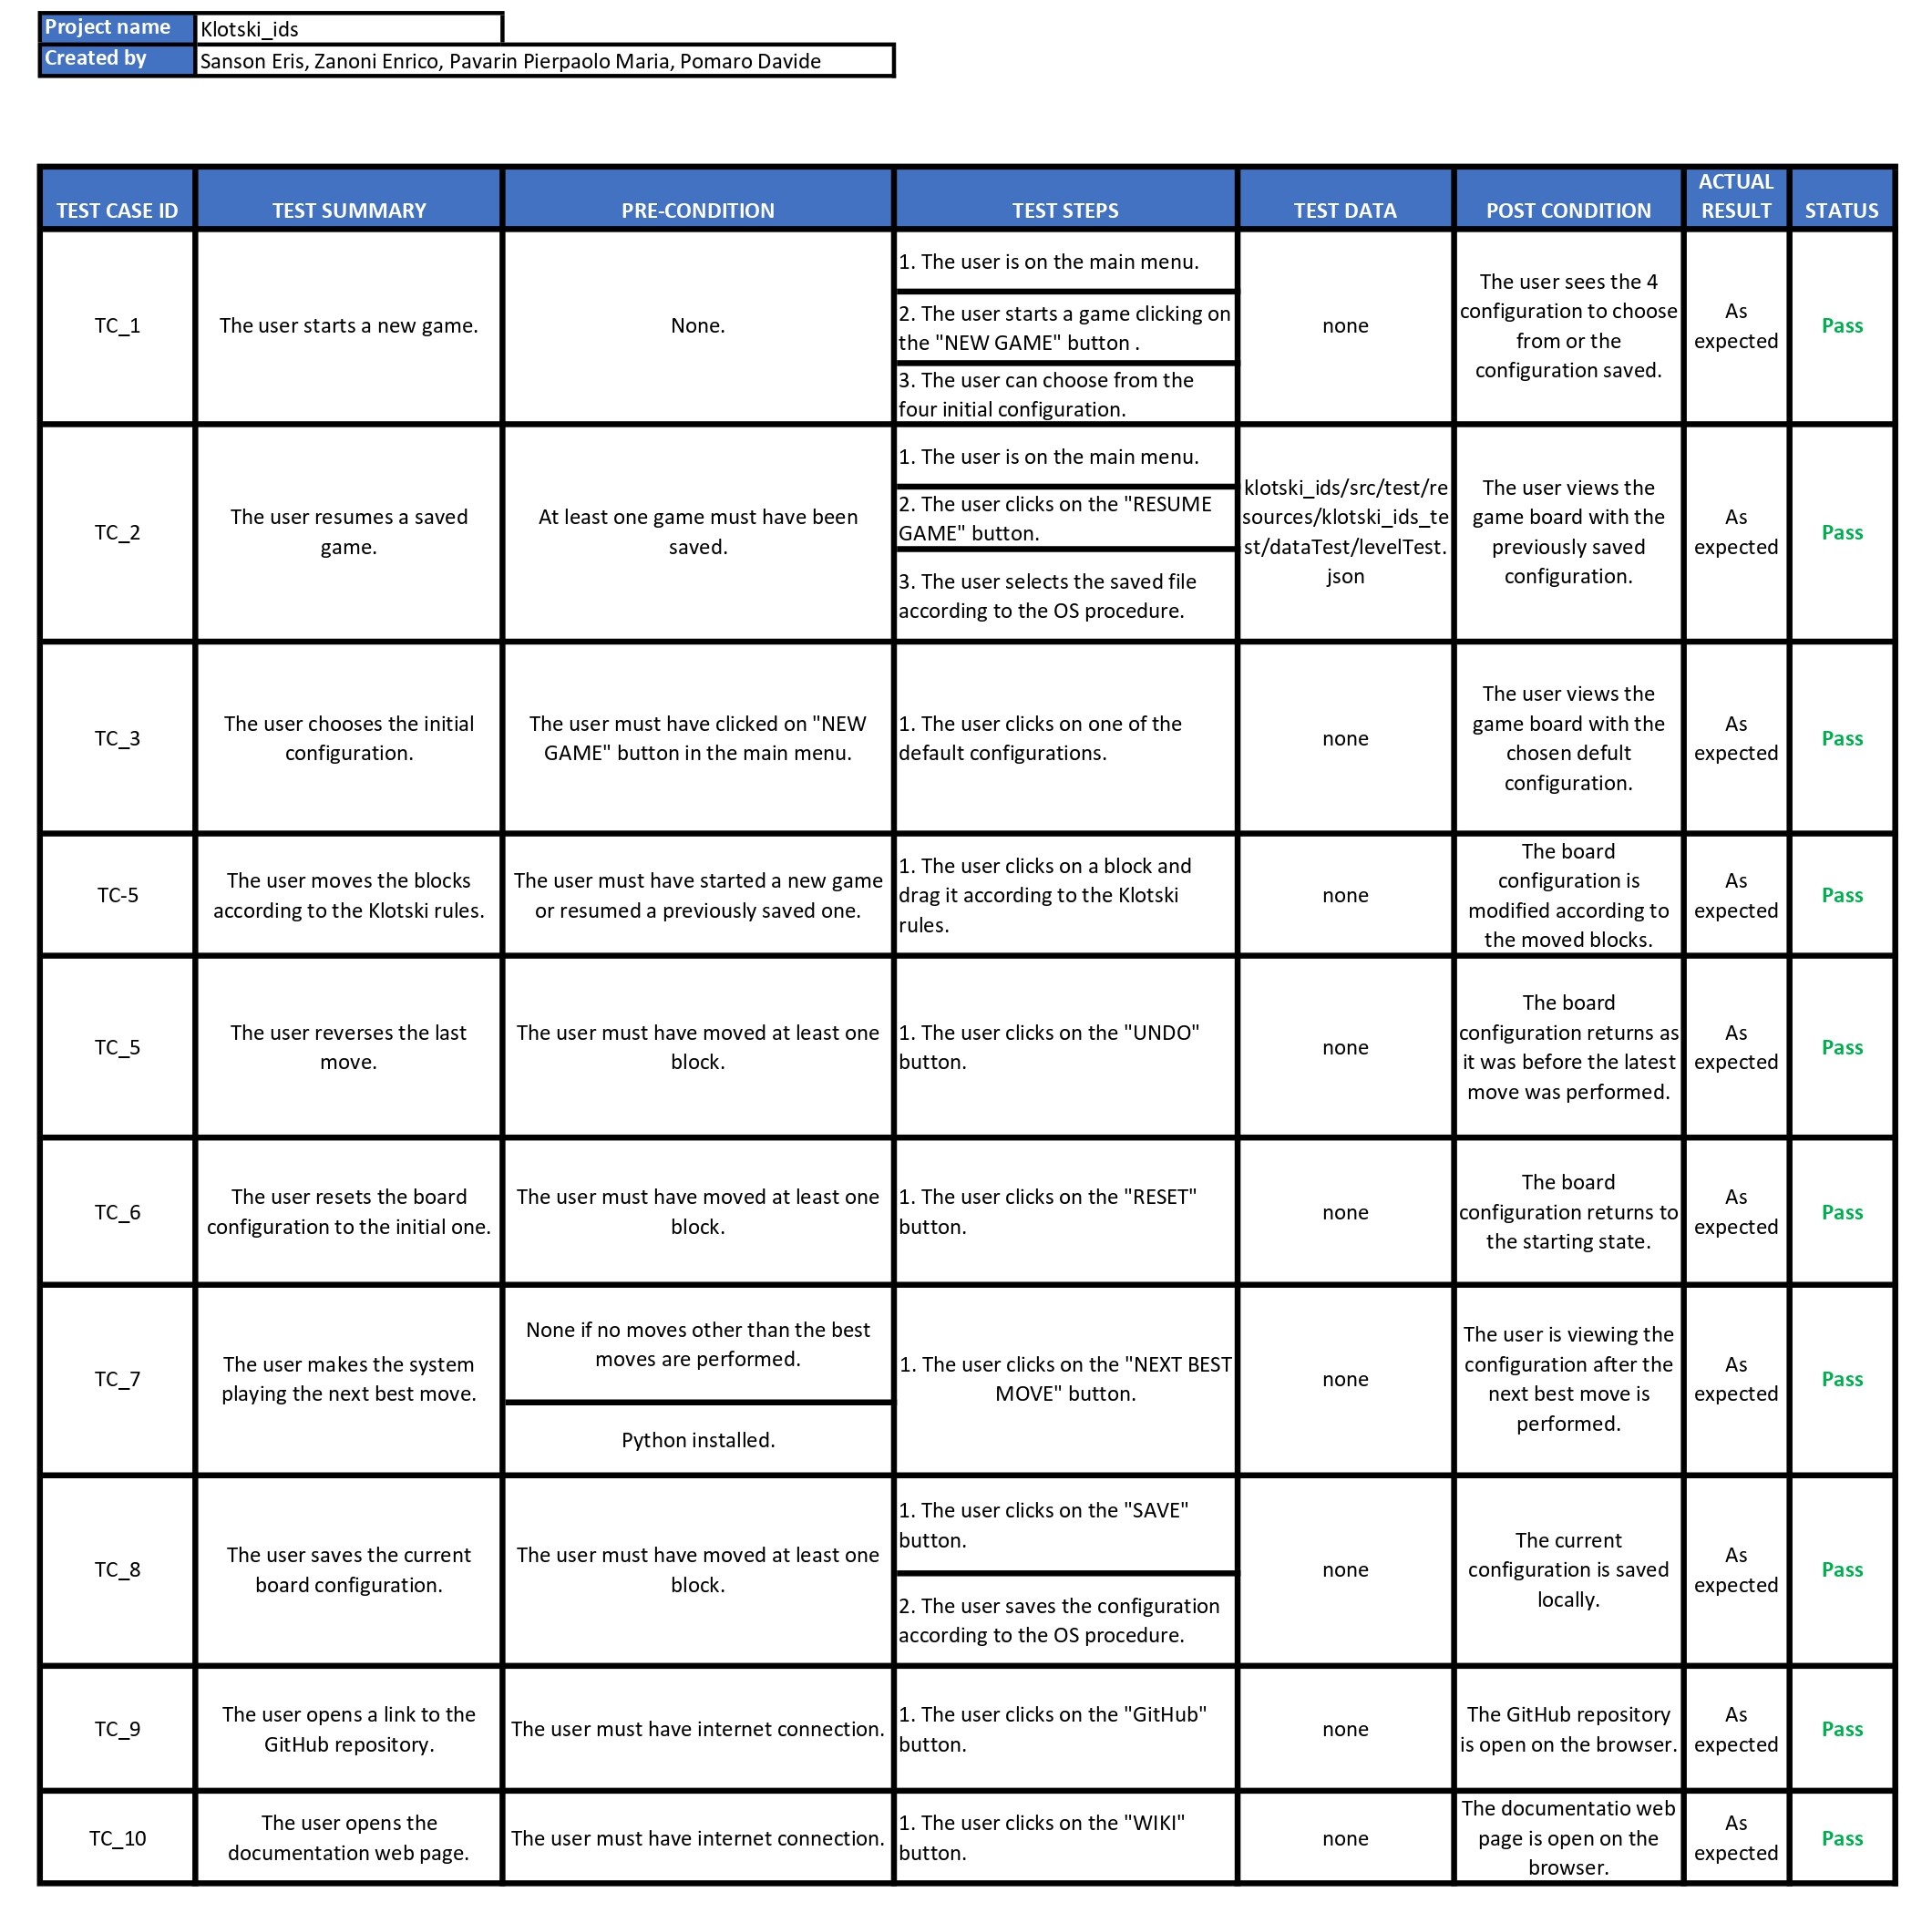 Project name
Klotski_ids
Created by
Sanson Eris, Zanoni Enrico, Pavarin Pierpaolo Maria, Pomaro Davide
TEST CASE ID
TEST SUMMARY
PRE-CONDITION
TEST STEPS
TEST DATA
POST CONDITION
ACTUAL
RESULT
STATUS
TC_1
The user starts a new game.
None.
1. The user is on the main menu.
2. The user starts a game clicking on
the "NEW GAME" button .
3. The user can choose from the
four initial configuration.
none
The user sees the 4
configuration to choose
from or the
configuration saved.
As
expected
Pass
TC_2
The user resumes a saved
game.
At least one game must have been
saved.
1. The user is on the main menu.
2. The user clicks on the "RESUME
GAME" button.
3. The user selects the saved file
according to the OS procedure.
klotski_ids/src/test/re
sources/klotski_ids_te
st/dataTest/levelTest.
json
The user views the
game board with the
previously saved
configuration.
As
expected
Pass
TC_3
The user chooses the initial
configuration.
The user must have clicked on "NEW
GAME" button in the main menu.
1. The user clicks on one of the
default configurations.
none
The user views the
game board with the
chosen defult
configuration.
As
expected
Pass
TC-5
The user moves the blocks
according to the Klotski rules.
The user must have started a new game
or resumed a previously saved one.
1. The user clicks on a block and
drag it according to the Klotski
rules.
none
The board
configuration is
modified according to
the moved blocks.
As
expected
Pass
TC_5
The user reverses the last
move.
The user must have moved at least one
block.
1. The user clicks on the "UNDO"
button.
none
The board
configuration returns as
it was before the latest
move was performed.
As
expected
Pass
TC_6
The user resets the board
configuration to the initial one.
The user must have moved at least one
block.
1. The user clicks on the "RESET"
button.
none
The board
configuration returns to
the starting state.
As
expected
Pass
TC_7
The user makes the system
playing the next best move.
None if no moves other than the best
moves are performed.
Python installed.
1. The user clicks on the "NEXT BEST
MOVE" button.
none
The user is viewing the
configuration after the
next best move is
performed.
As
expected
Pass
TC_8
The user saves the current
board configuration.
The user must have moved at least one
block.
1. The user clicks on the "SAVE"
button.
2. The user saves the configuration
according to the OS procedure.
none
The current
configuration is saved
locally.
As
expected
Pass
TC_9
The user opens a link to the
GitHub repository.
The user must have internet connection.
1. The user clicks on the "GitHub"
button.
none
The GitHub repository
is open on the browser.
As
expected
Pass
TC_10
The user opens the
documentation web page.
The user must have internet connection.
1. The user clicks on the "WIKI"
button.
none
The documentatio web
page is open on the
browser.
As
expected
Pass